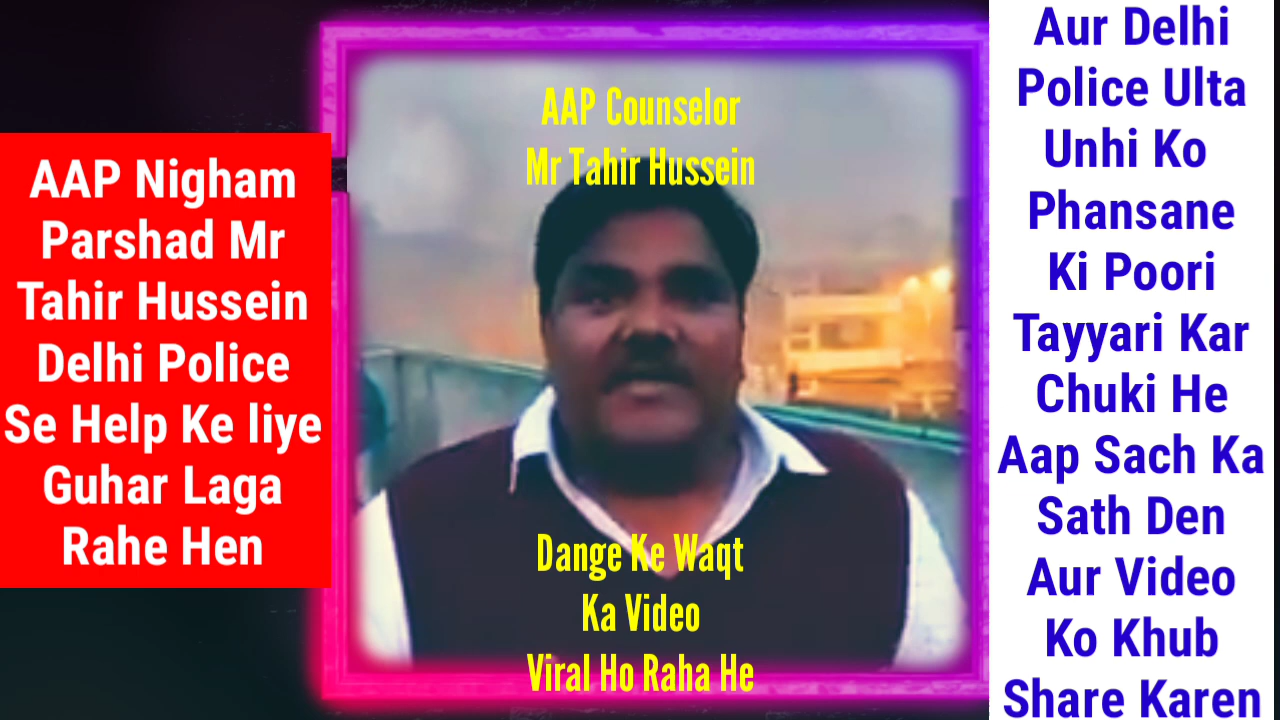 AAP Nigham
Parshad Mr
Tahir Hussein
Delhi Police
Se Help Ke liye
Guhar Laga
Rahe Hen
AAP Counselor
Mr Tahir Hussein
Dange Ke Waqt
Ka Video
Viral Ho Raha He
Aur Delhi
Police Ulta
Unhi Ko
Phansane
Ki Poori
Tayyari Kar
Chuki He
Aap Sach Ka
Sath Den
Aur Video
Ko Khub
Share Karen